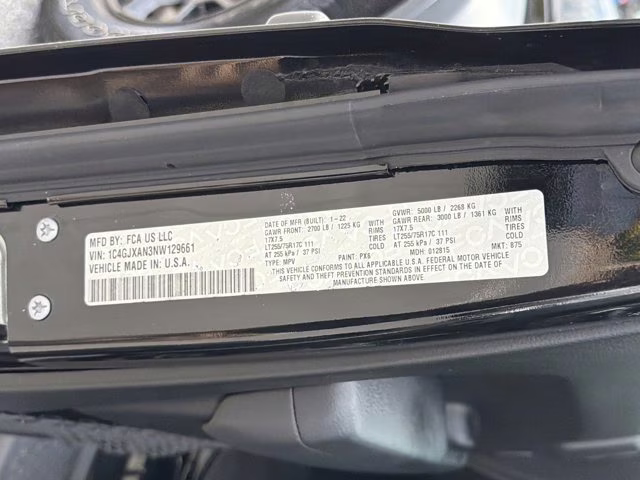 MFD BY: FCA US LLC
VIN: 1C4GJXAN3NW129661
VEHICLE MADE IN: U.S.A.
DATE OF MFR (BUILT) 1-22
GAWR FRONT: 2700 LB / 1225 KG WITH
17X7.5 RIMS
LT255/75R17C 111 TIRES
AT 255 kPa / 37 PSI COLD
TYPE: MPV PAINT: PX8
GVWR: 5000 LB / 2268 KG
GAWR REAR: 3000 LB / 1361 KG WITH
17X7.5 RIMS
LT255/75R17C 111 TIRES
AT 255 kPa / 37 PSI COLD
MDH: 012815 MKT: 875
THIS VEHICLE CONFORMS TO ALL APPLICABLE U.S.A. FEDERAL MOTOR VEHICLE
SAFETY STANDARDS IN EFFECT ON THE DATE OF
MANUFACTURE SHOWN ABOVE.